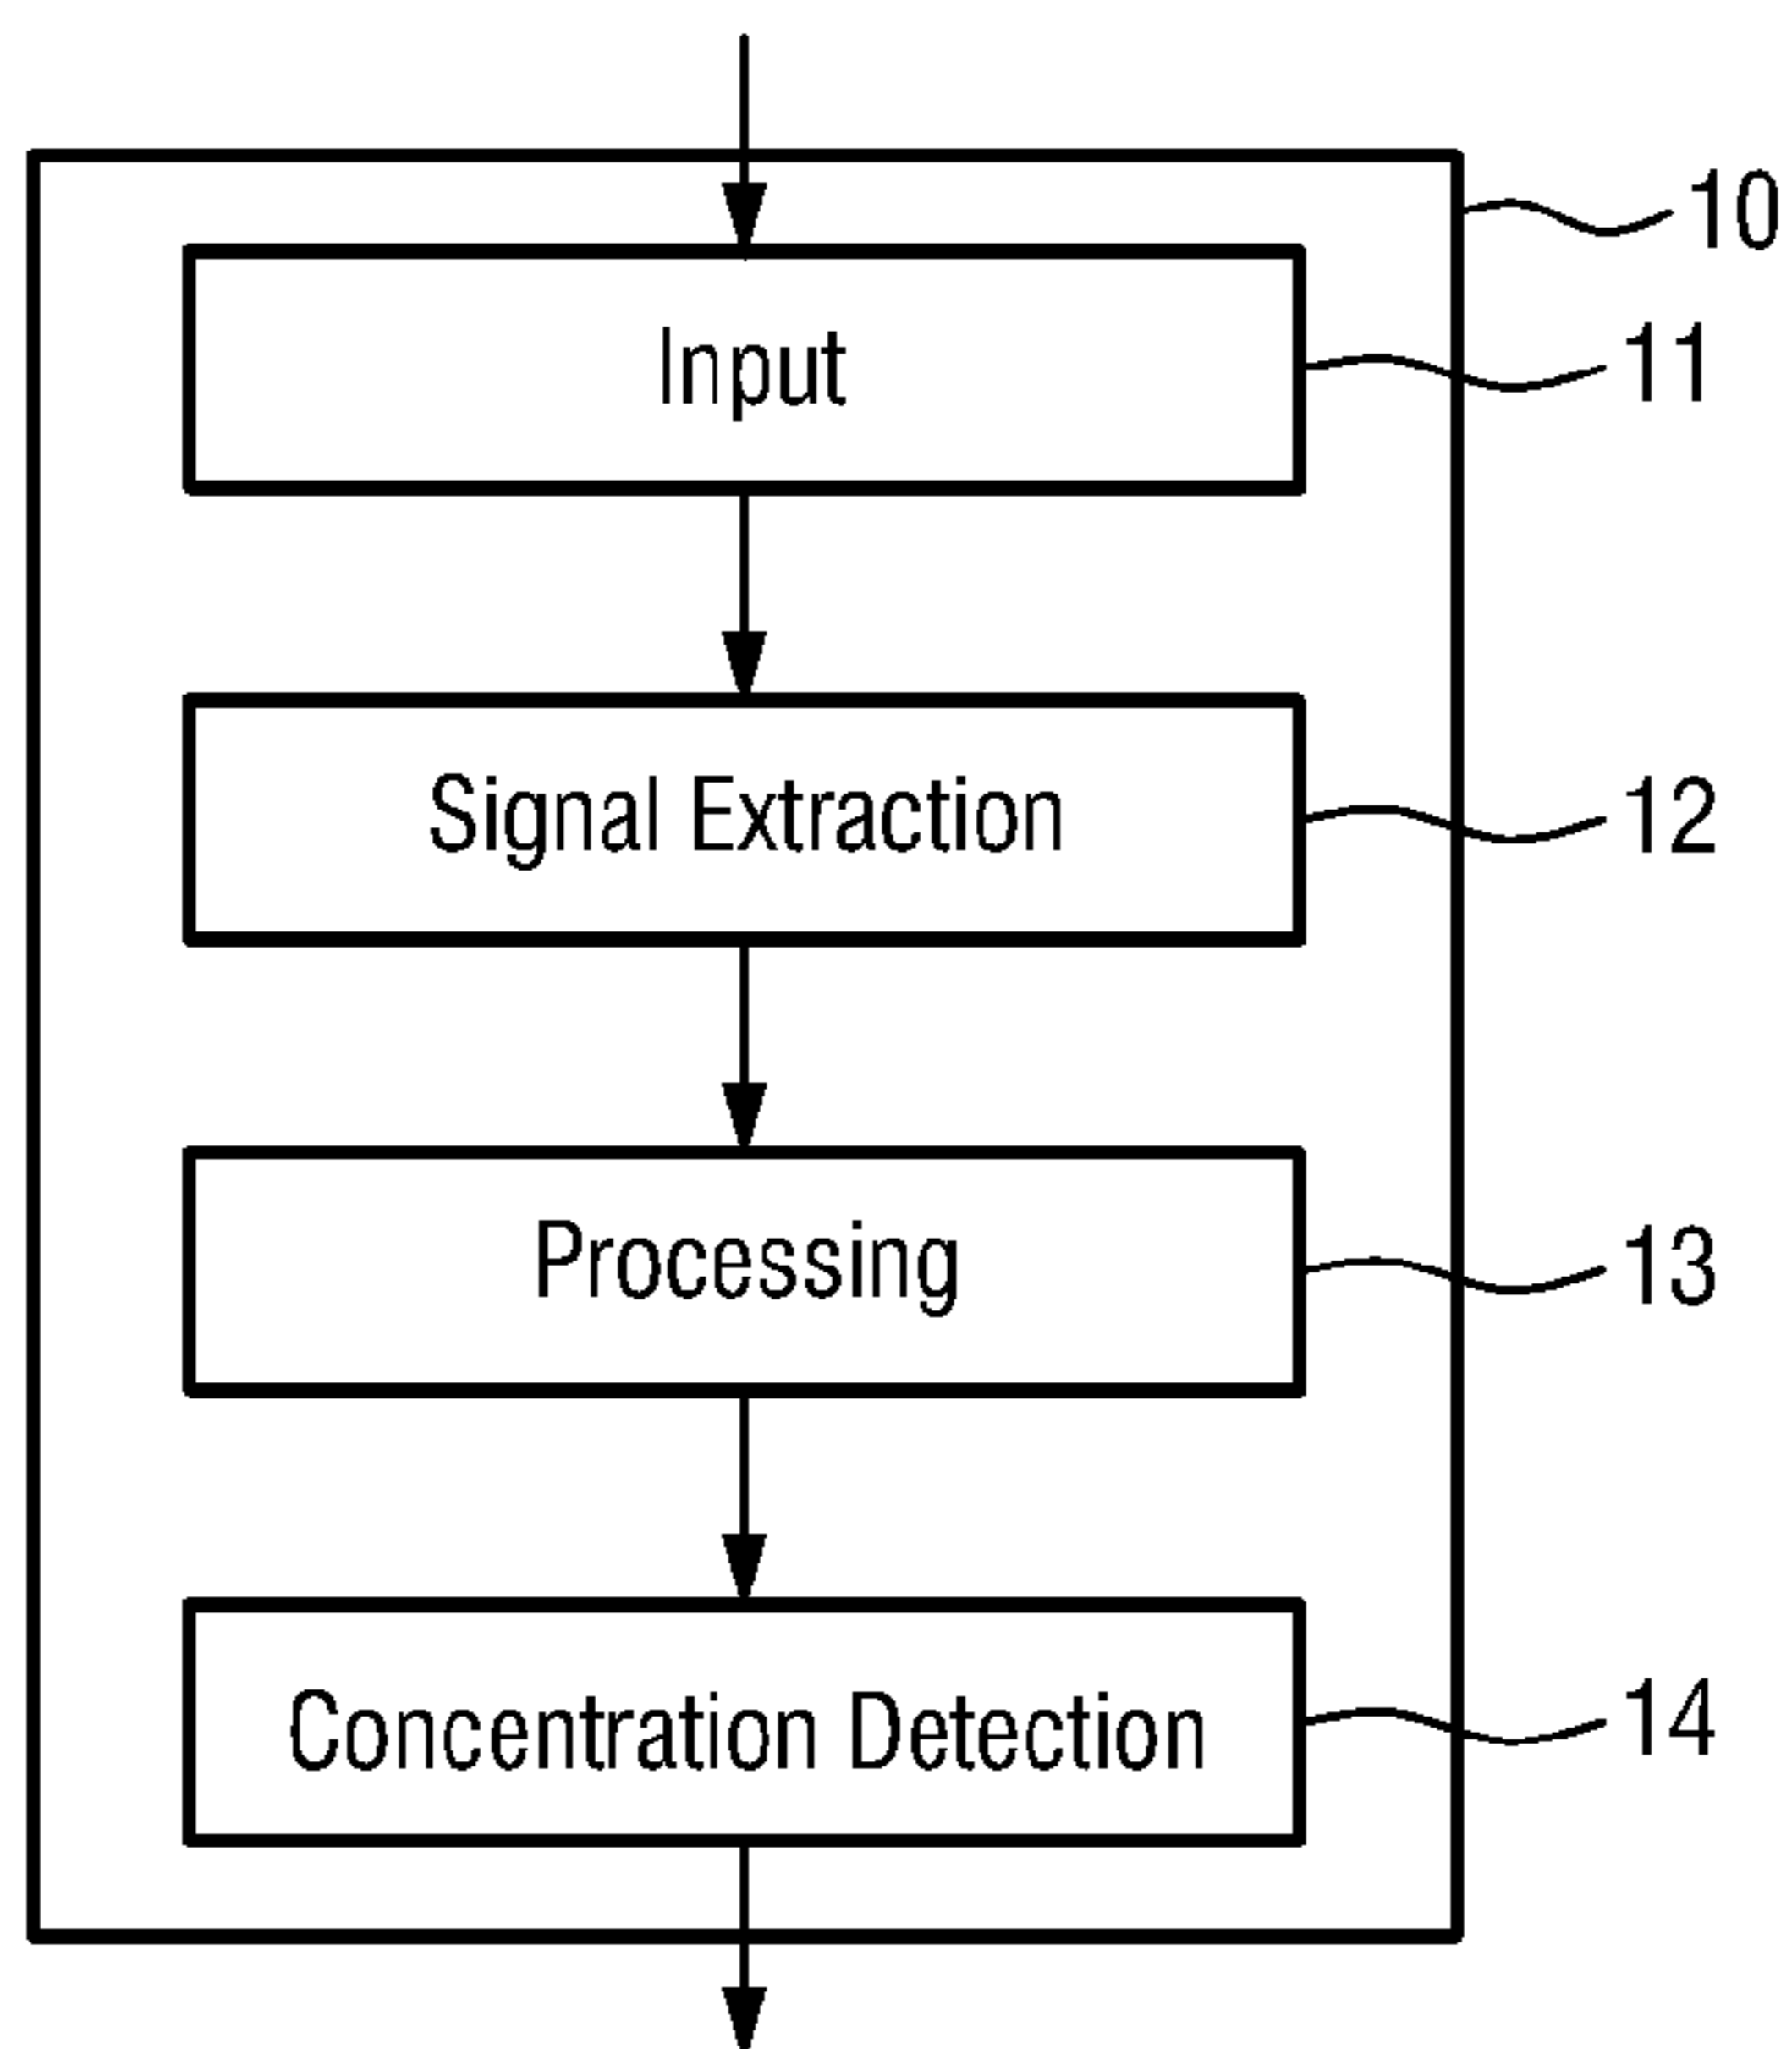 10
Input 11
Signal Extraction 12
Processing 13
Concentration Detection 14